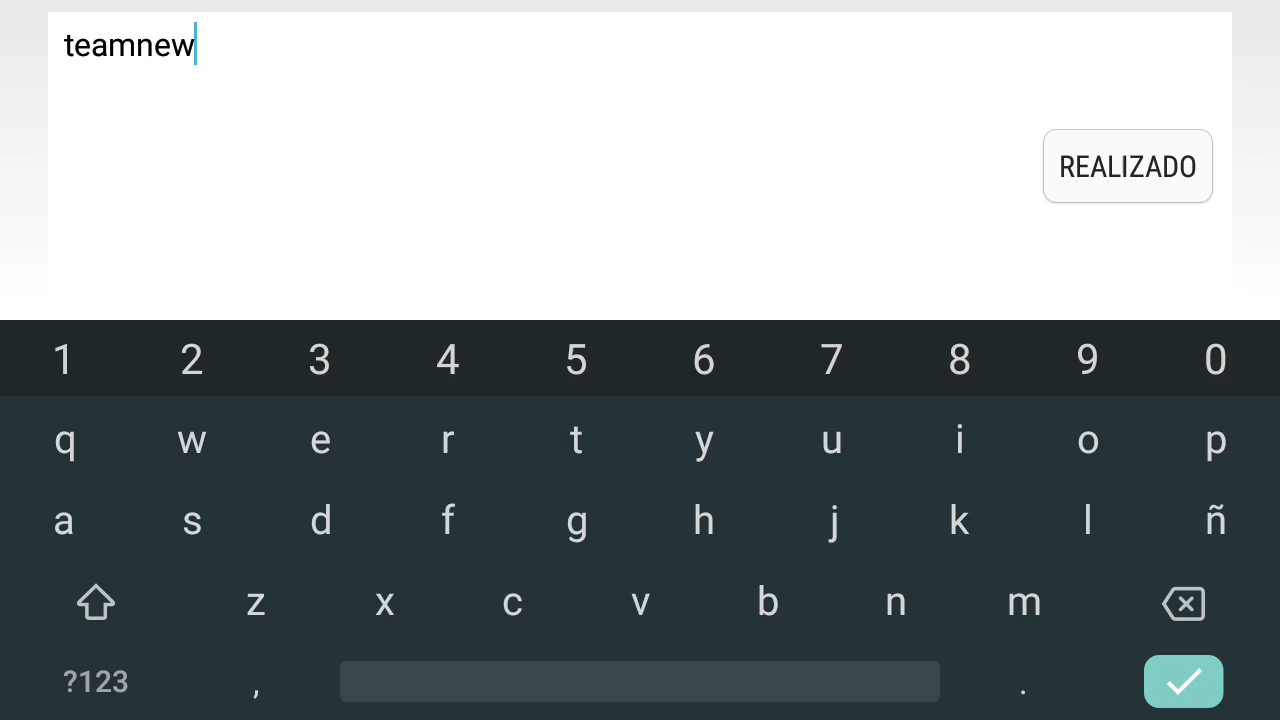 teamnew
REALIZADO
1 2 3 4 5 6 7 8 9 0
q w e r t y u i o p
a s d f g h j k l ñ
z x c v b n m
?123 , .